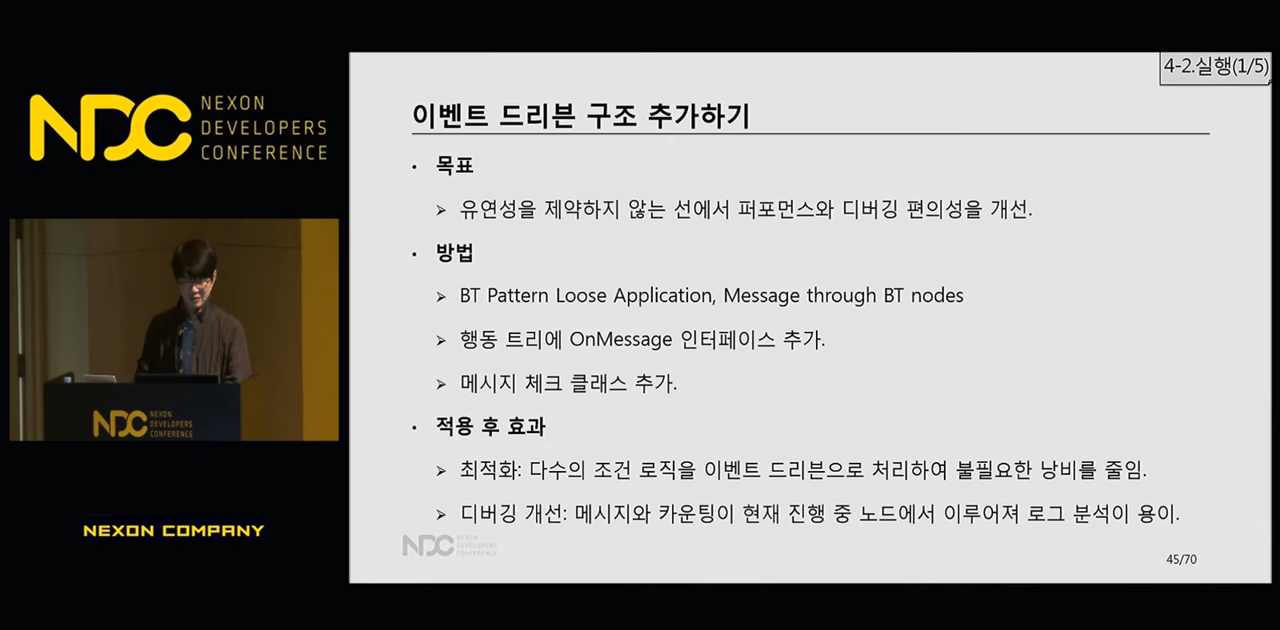 NDC NEXON
DEVELOPERS
CONFERENCE
NDC NEXON
DEVELOPERS
CONFERENCE
NEXON COMPANY
4-2.실행(1/5)
이벤트 드리븐 구조 추가하기
• 목표
➢ 유연성을 제약하지 않는 선에서 퍼포먼스와 디버깅 편의성을 개선.
• 방법
➢ BT Pattern Loose Application, Message through BT nodes
➢ 행동 트리에 OnMessage 인터페이스 추가.
➢ 메시지 체크 클래스 추가.
• 적용 후 효과
➢ 최적화: 다수의 조건 로직을 이벤트 드리븐으로 처리하여 불필요한 낭비를 줄임.
➢ 디버깅 개선: 메시지와 카운팅이 현재 진행 중 노드에서 이루어져 로그 분석이 용이.
NDC NEXON
DEVELOPERS
CONFERENCE
45/70